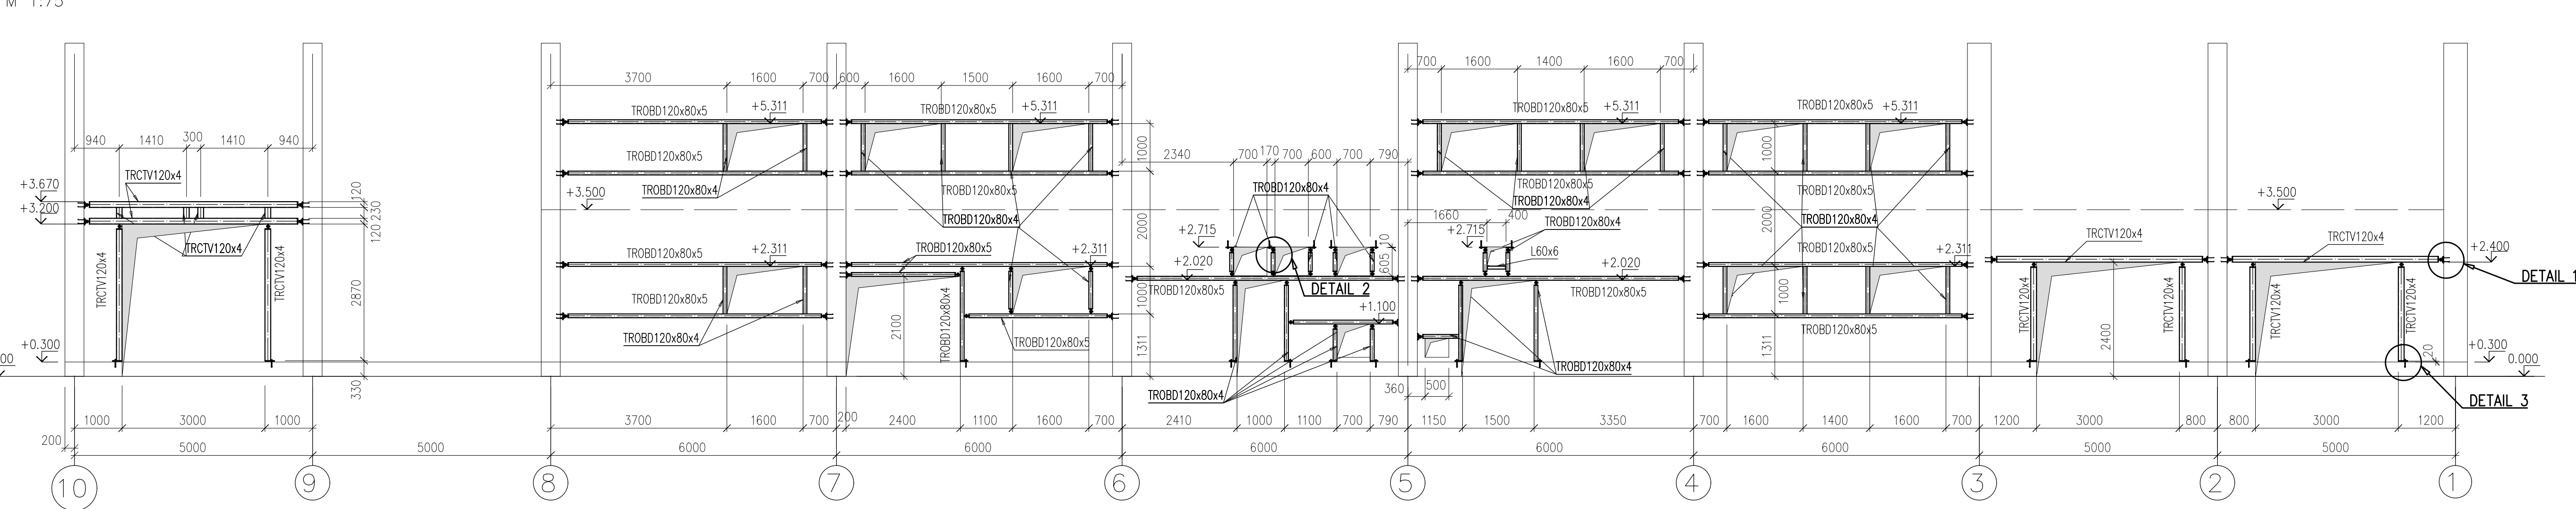 M 1:75
3700 1600 700 600 1600 1500 1600 700
700 1600 1400 1600 700
TROBD120x80x5 +5.311 TROBD120x80x5 +5.311 TROBD120x80x5 +5.311 TROBD120x80x5 +5.311
940 1410 300 1410 940
1000 1000
2340 700 170 700 600 700 790
TROBD120x80x5
TRCTV120x4
+3.670
+3.200
120 230 120
TROBD120x80x4
+3.500
TROBD120x80x5
TROBD120x80x4
TROBD120x80x5
TROBD120x80x4
TROBD120x80x5
+3.500
1660 400
TROBD120x80x4
TROBD120x80x4
TROBD120x80x4
2000 2000
TRCTV120x4
+2.715 +2.715
L60x6
TRCTV120x4 TRCTV120x4
+2.311 TROBD120x80x5 +2.311
TROBD120x80x5 +2.311
+2.400
605 10
+2.020 +2.020
TRCTV120x4 TRCTV120x4
2870
TROBD120x80x5
TROBD120x80x5
DETAIL 2
TROBD120x80x5
DETAIL 1
1000 1000
+1.100
TROBD120x80x4
TROBD120x80x4
TROBD120x80x5
TROBD120x80x5
2100
1311 1311
TRCTV120x4 TRCTV120x4 TRCTV120x4 TRCTV120x4
2400
+0.300
+0.300
0.000
20
330
TROBD120x80x4
TROBD120x80x4
360 500
DETAIL 3
1000 3000 1000
3700 1600 700 200 2400 1100 1600 700 2410 1000 1100 700 790 1150 1500 3350 700 1600 1400 1600 700 1200 3000 800 800 3000 1200
200
5000 5000 6000 6000 6000 6000 6000 5000 5000
10 9 8 7 6 5 4 3 2 1